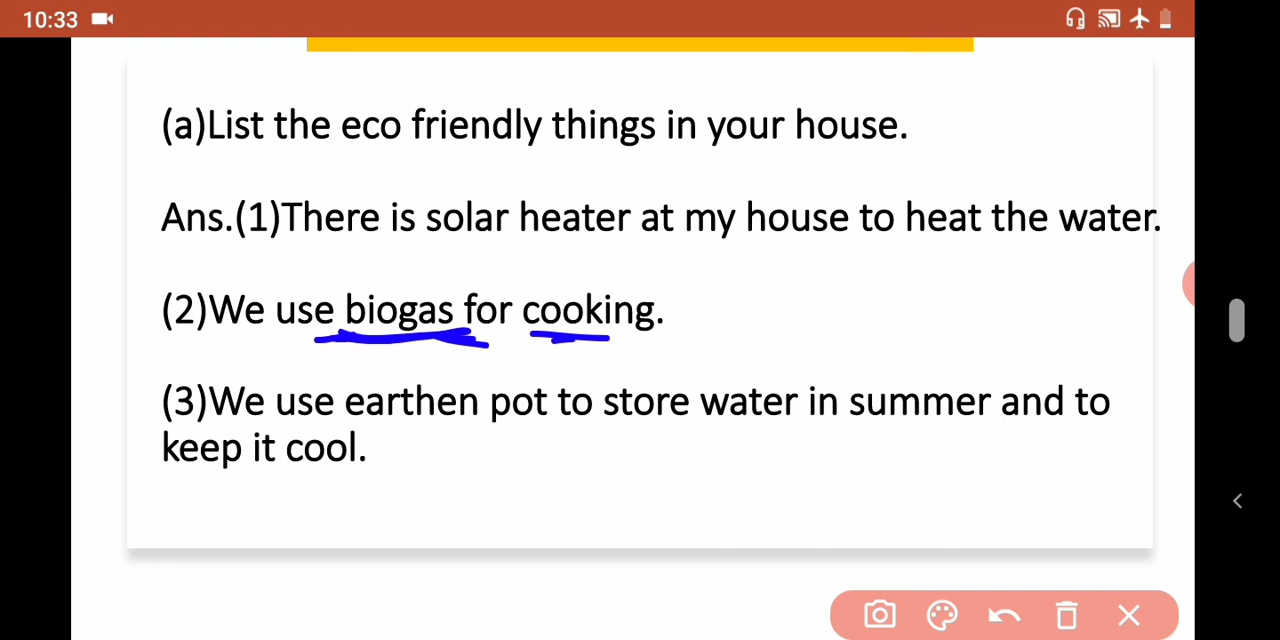 10:33
(a)List the eco friendly things in your house.
Ans.(1)There is solar heater at my house to heat the water.
(2)We use biogas for cooking.
(3)We use earthen pot to store water in summer and to
keep it cool.